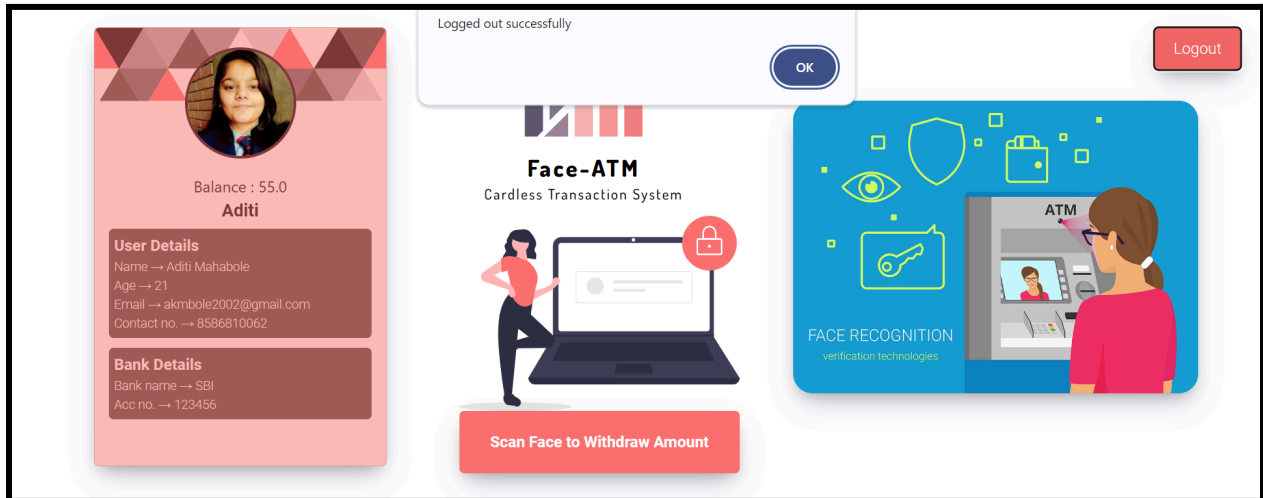 Logged out successfully
OK
Logout
Balance : 55.0
Aditi
User Details
Name → Aditi Mahabole
Age → 21
Email → akmbole2002@gmail.com
Contact no. → 8586810062
Bank Details
Bank name → SBI
Acc no. → 123456
Face-ATM
Cardless Transaction System
Scan Face to Withdraw Amount
ATM
FACE RECOGNITION
verification technologies